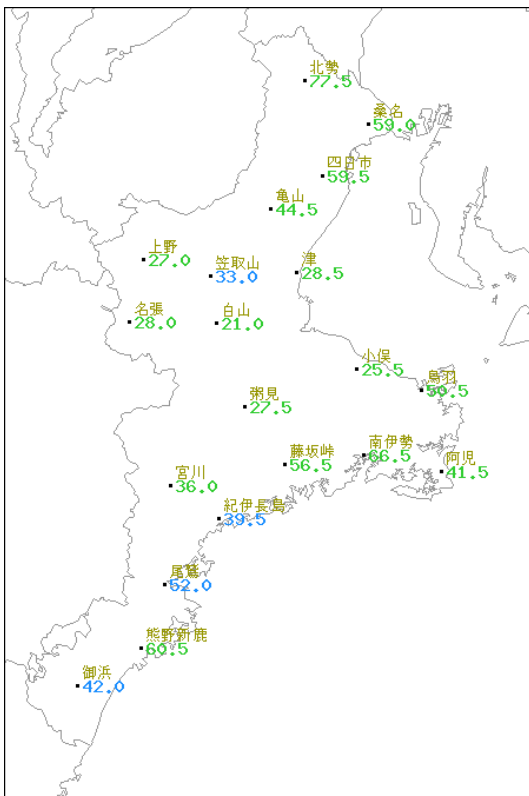 北勢
77.5
桑名
59.0
四日市
59.5
亀山
44.5
上野
27.0
笠取山
33.0
津
28.5
名張
28.0
白山
21.0
小俣
25.5
鳥羽
50.5
粥見
27.5
藤坂峠
56.5
南伊勢
66.5
阿児
41.5
宮川
36.0
紀伊長島
39.5
尾鷲
52.0
熊野新鹿
60.5
御浜
42.0